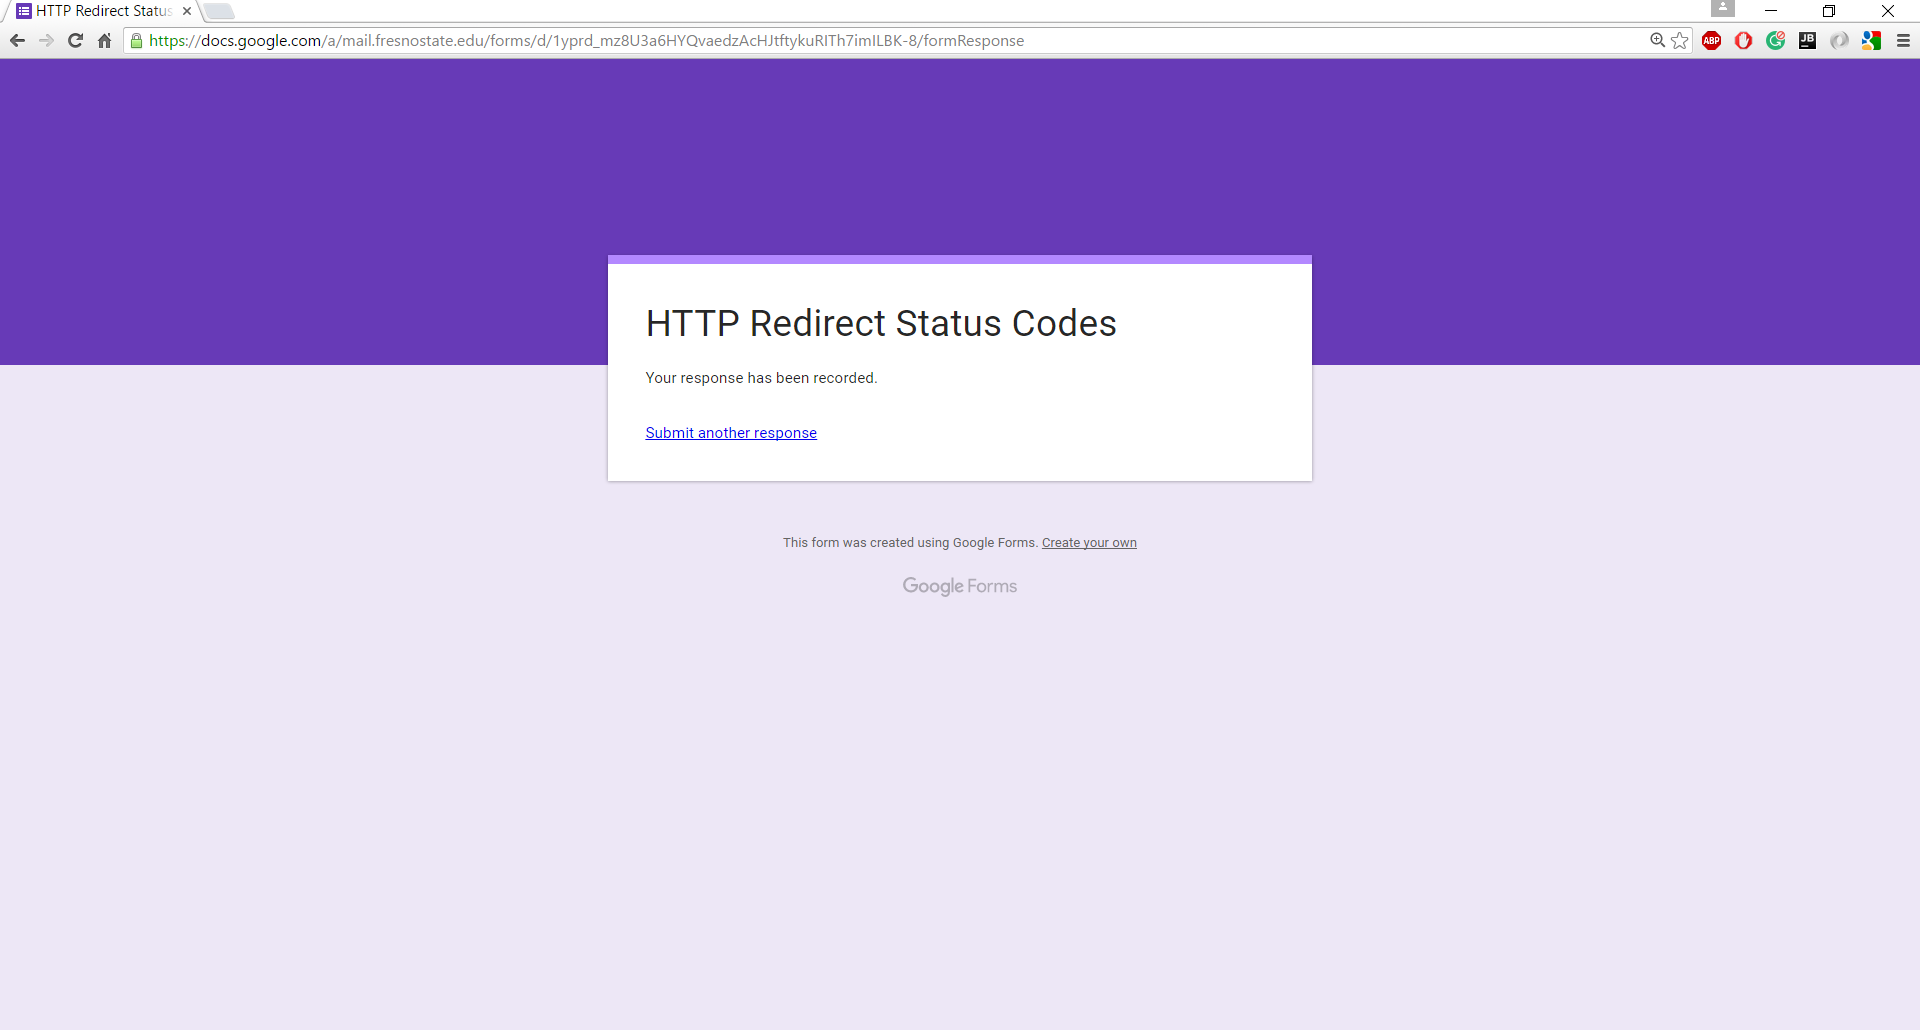 HTTP Redirect Status
https://docs.google.com/a/mail.fresnostate.edu/forms/d/1yprd_mz8U3a6HYQvaedzAcHJtftykuRITh7imILBK-8/formResponse
ABP
JB
HTTP Redirect Status Codes
Your response has been recorded.
Submit another response
This form was created using Google Forms. Create your own
Google Forms